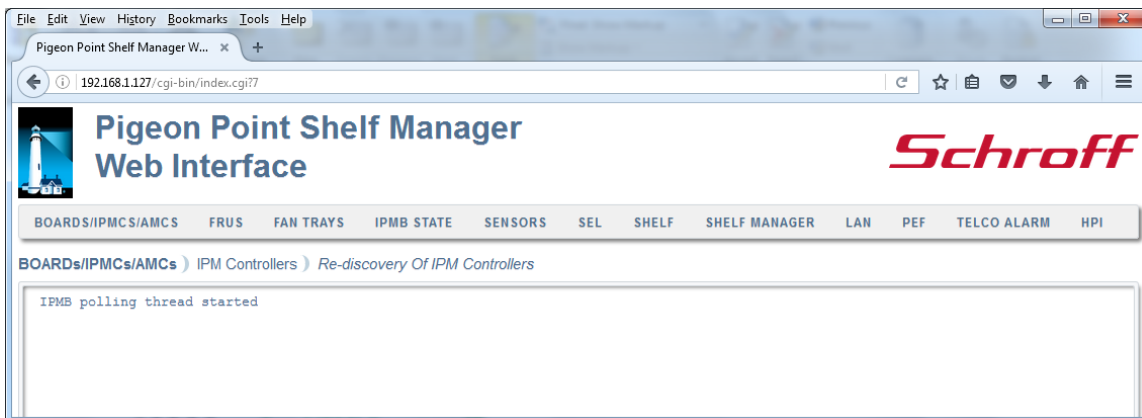 File Edit View History Bookmarks Tools Help
Pigeon Point Shelf Manager W... × +
192.168.1.127/cgi-bin/index.cgi?7
Pigeon Point Shelf Manager
Web Interface
Schroff
BOARDS/IPMCS/AMCS FRUS FAN TRAYS IPMB STATE SENSORS SEL SHELF SHELF MANAGER LAN PEF TELCO ALARM HPI
BOARDs/IPMCs/AMCs ) IPM Controllers ) Re-discovery Of IPM Controllers
IPMB polling thread started